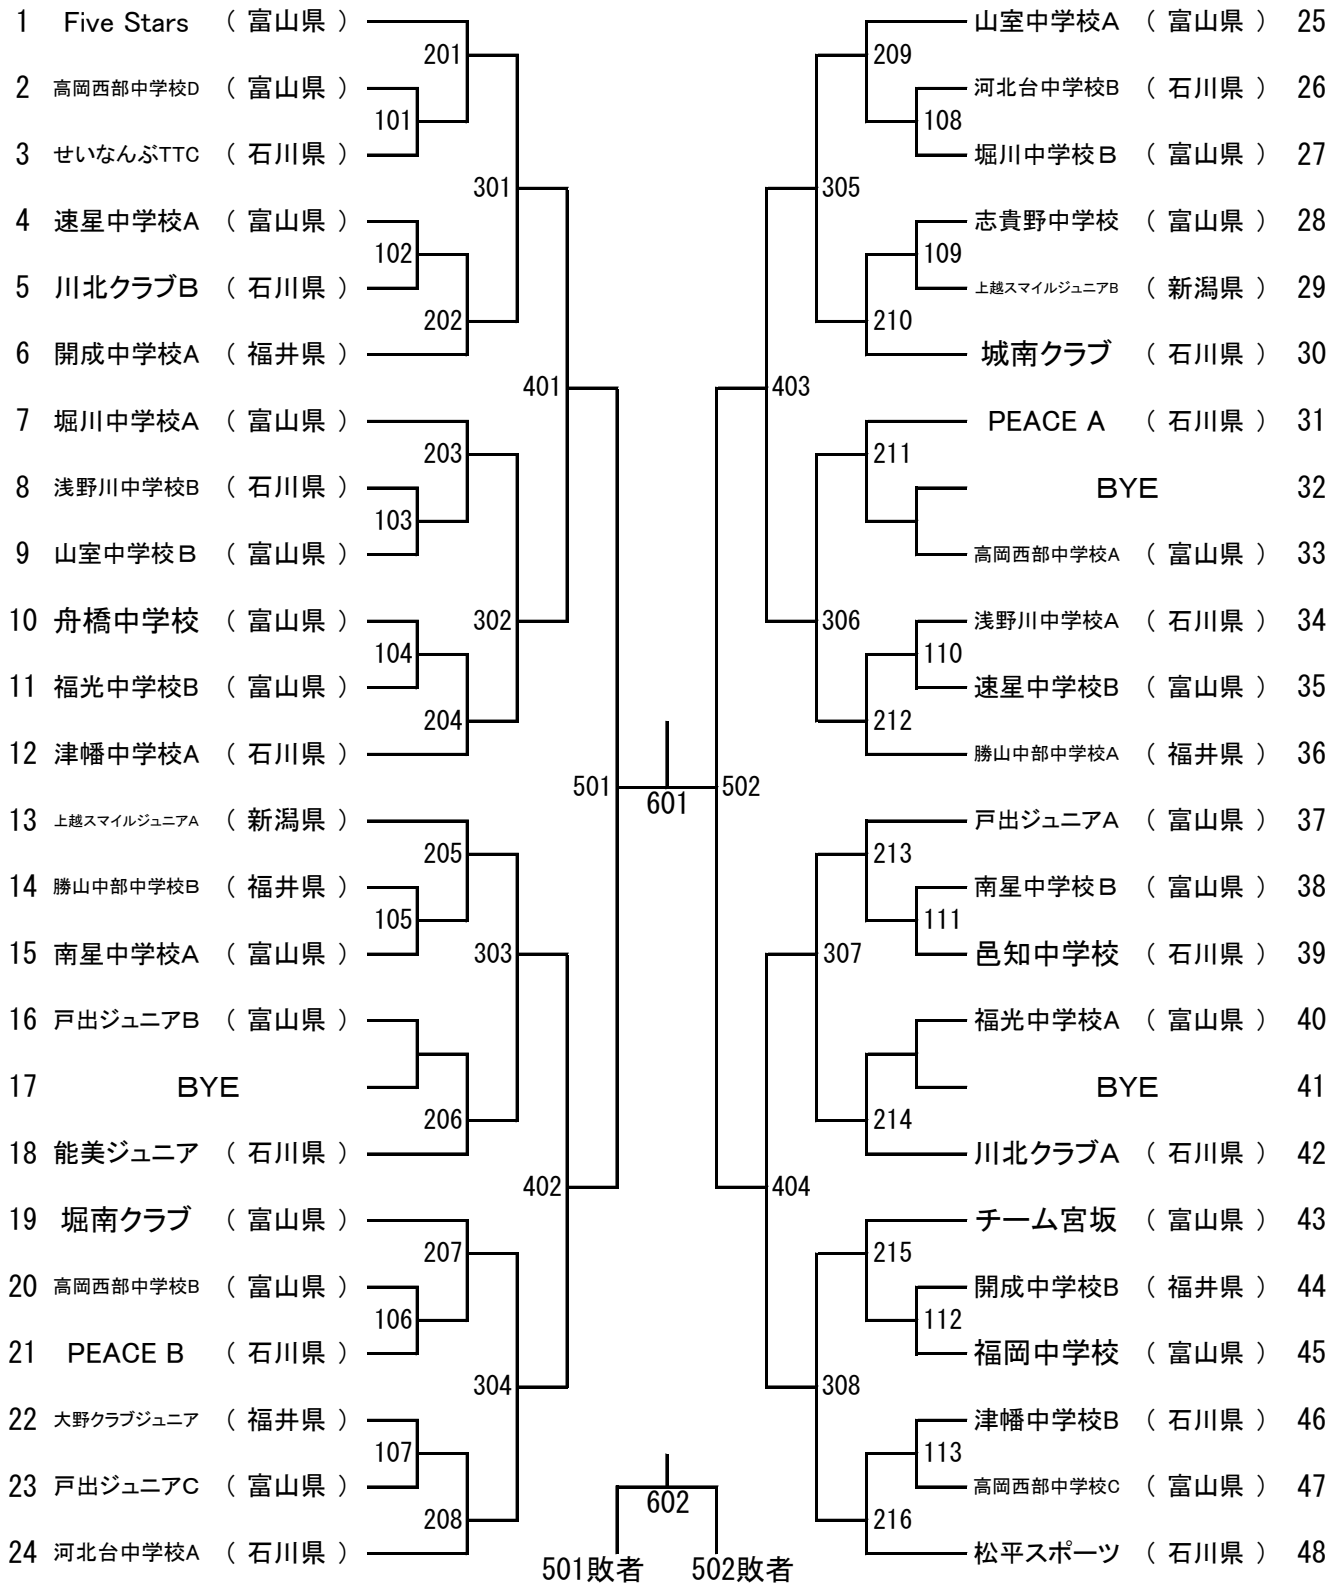 1 Five Stars （ 富山県 ）
201
2 高岡西部中学校D （ 富山県 ）
101
3 せいなんぶTTC （ 石川県 ）
301
4 速星中学校A （ 富山県 ）
102
5 川北クラブB （ 石川県 ）
202
6 開成中学校A （ 福井県 ）
401
7 堀川中学校A （ 富山県 ）
203
8 浅野川中学校B （ 石川県 ）
103
9 山室中学校B （ 富山県 ）
10 舟橋中学校 （ 富山県 ）
302
104
11 福光中学校B （ 富山県 ）
204
12 津幡中学校A （ 石川県 ）
501
13 上越スマイルジュニアA （ 新潟県 ）
205
14 勝山中部中学校B （ 福井県 ）
105
15 南星中学校A （ 富山県 ）
303
16 戸出ジュニアB （ 富山県 ）
17 BYE
206
18 能美ジュニア （ 石川県 ）
402
19 堀南クラブ （ 富山県 ）
207
20 高岡西部中学校B （ 富山県 ）
106
21 PEACE B （ 石川県 ）
304
22 大野クラブジュニア （ 福井県 ）
107
23 戸出ジュニアC （ 富山県 ）
208
24 河北台中学校A （ 石川県 ）
601
602
501敗者 502敗者
山室中学校A （ 富山県 ） 25
209
河北台中学校B （ 石川県 ） 26
108
堀川中学校B （ 富山県 ） 27
305
志貴野中学校 （ 富山県 ） 28
109
上越スマイルジュニアB （ 新潟県 ） 29
210
城南クラブ （ 石川県 ） 30
403
PEACE A （ 石川県 ） 31
211
BYE 32
高岡西部中学校A （ 富山県 ） 33
306
浅野川中学校A （ 石川県 ） 34
110
速星中学校B （ 富山県 ） 35
212
勝山中部中学校A （ 福井県 ） 36
502
戸出ジュニアA （ 富山県 ） 37
213
南星中学校B （ 富山県 ） 38
111
邑知中学校 （ 石川県 ） 39
307
福光中学校A （ 富山県 ） 40
BYE 41
214
川北クラブA （ 石川県 ） 42
404
チーム宮坂 （ 富山県 ） 43
215
開成中学校B （ 福井県 ） 44
112
福岡中学校 （ 富山県 ） 45
308
津幡中学校B （ 石川県 ） 46
113
高岡西部中学校C （ 富山県 ） 47
216
松平スポーツ （ 石川県 ） 48